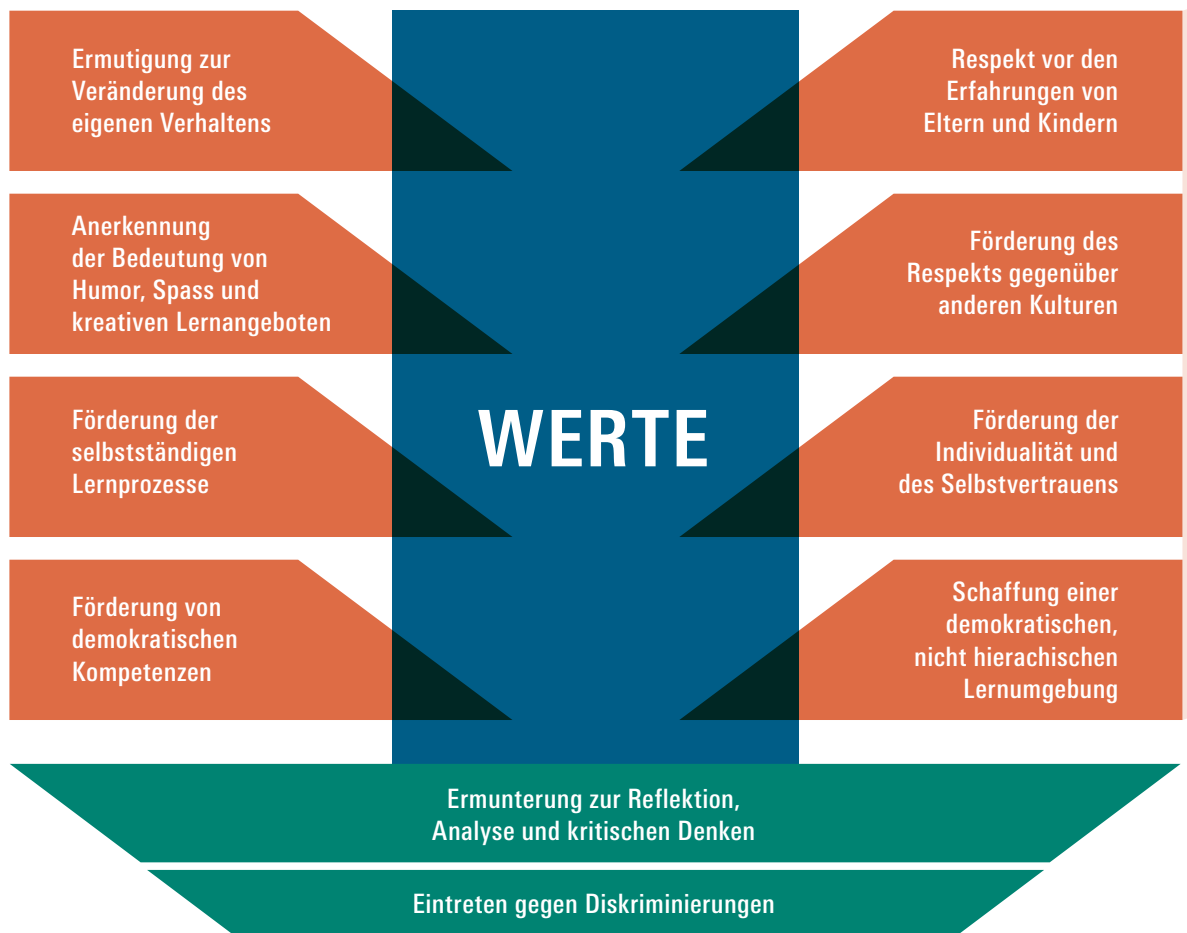 Ermutigung zur
Veränderung des
eigenen Verhaltens
Respekt vor den
Erfahrungen von
Eltern und Kindern
Anerkennung
der Bedeutung von
Humor, Spass und
kreativen Lernangeboten
Förderung des
Respekts gegenüber
anderen Kulturen
WERTE
Förderung der
selbstständigen
Lernprozesse
Förderung der
Individualität und
des Selbstvertrauens
Förderung von
demokratischen
Kompetenzen
Schaffung einer
demokratischen,
nicht hierachischen
Lernumgebung
Ermunterung zur Reflektion,
Analyse und kritischen Denken
Eintreten gegen Diskriminierungen